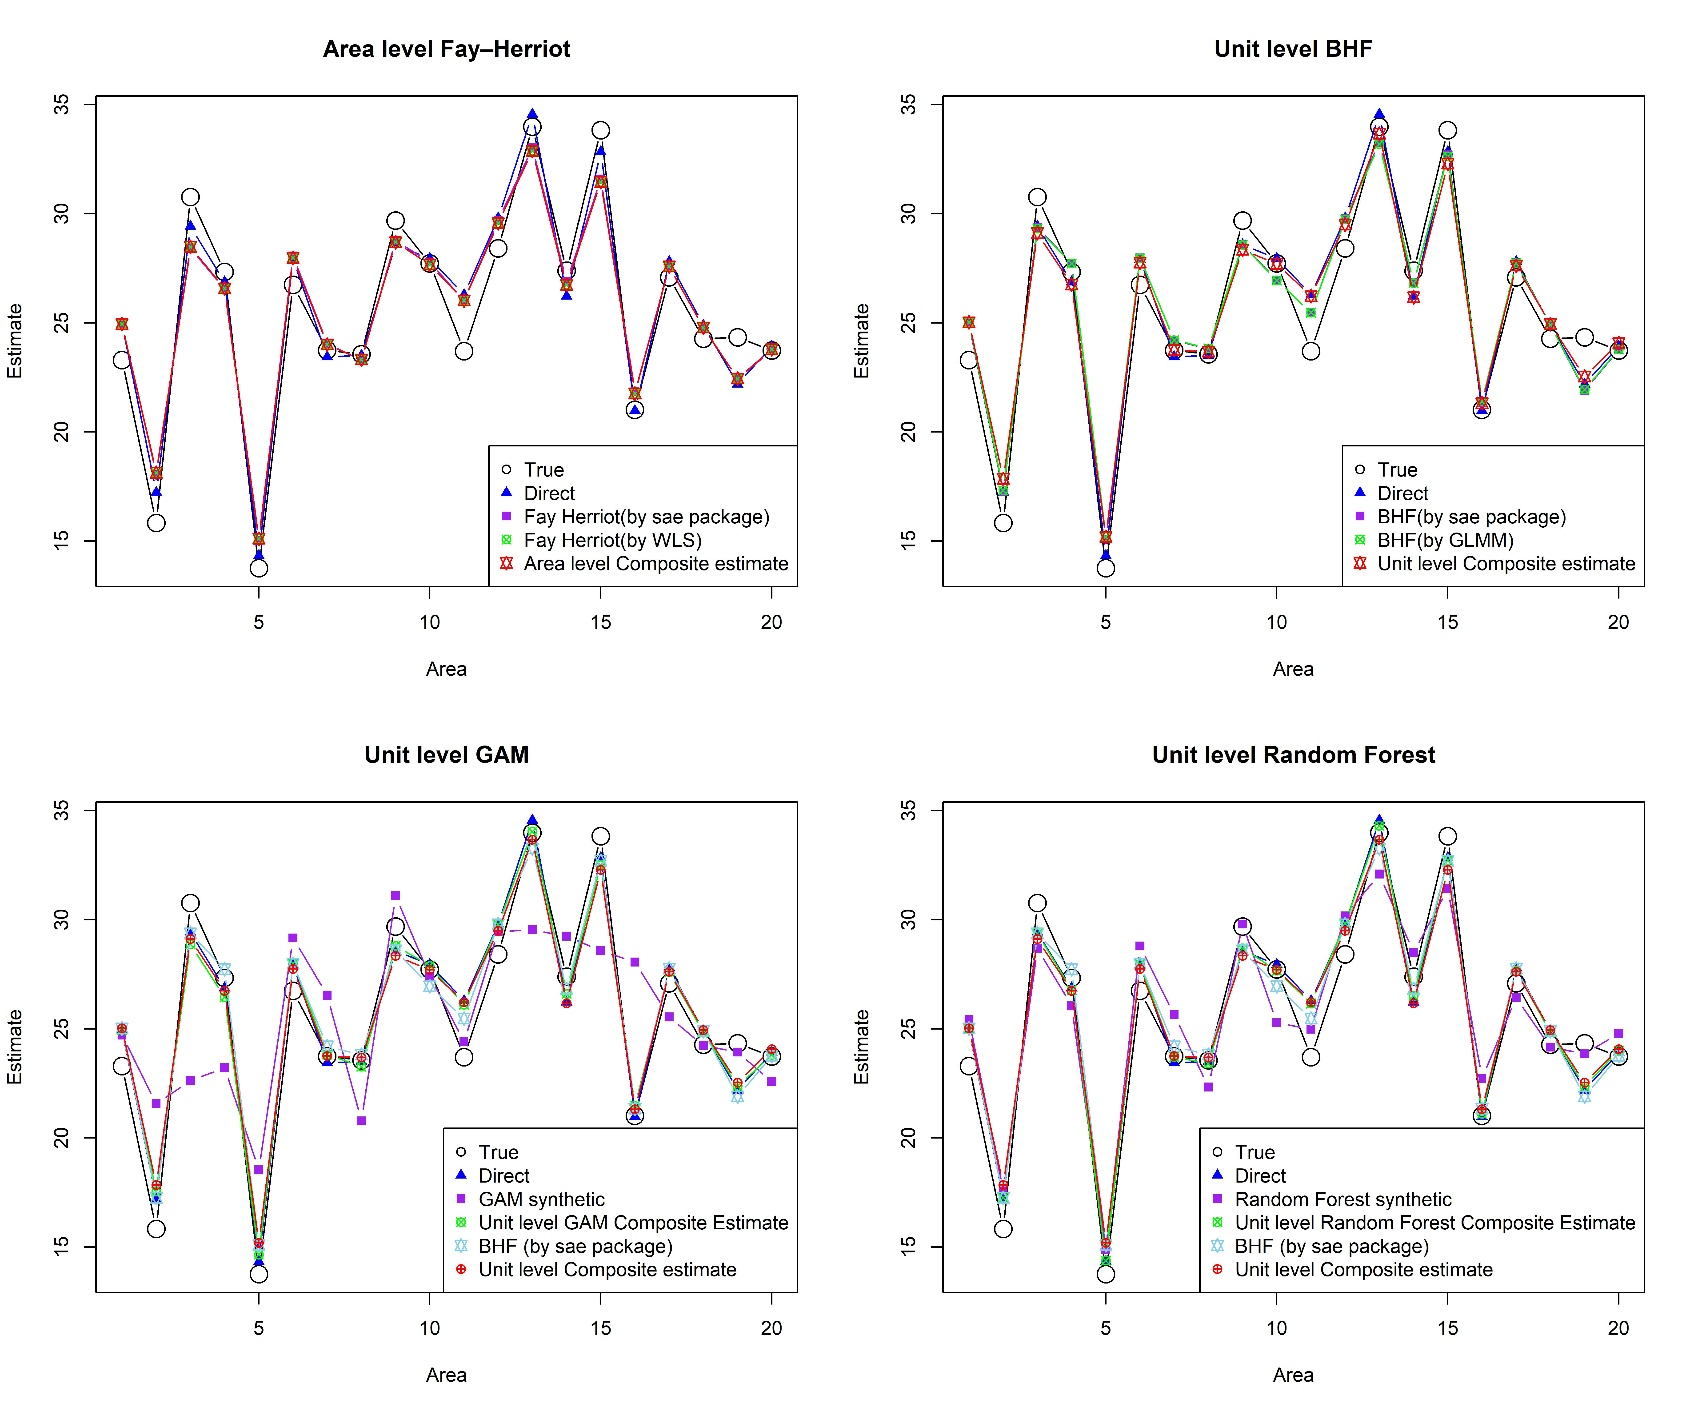 Area level Fay–Herriot
Estimate
35
30
25
20
15
True
Direct
Fay Herriot(by sae package)
Fay Herriot(by WLS)
Area level Composite estimate
5
10
15
20
Area
Unit level BHF
Estimate
35
30
25
20
15
True
Direct
BHF(by sae package)
BHF(by GLMM)
Unit level Composite estimate
5
10
15
20
Area
Unit level GAM
Estimate
35
30
25
20
15
True
Direct
GAM synthetic
Unit level GAM Composite Estimate
BHF (by sae package)
Unit level Composite estimate
5
10
15
20
Area
Unit level Random Forest
Estimate
35
30
25
20
15
True
Direct
Random Forest synthetic
Unit level Random Forest Composite Estimate
BHF (by sae package)
Unit level Composite estimate
5
10
15
20
Area